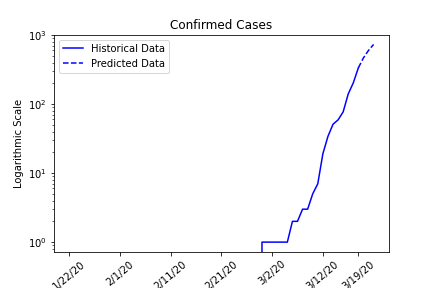 Confirmed Cases
Historical Data
Predicted Data
Logarithmic Scale
10³
10²
10¹
10⁰
1/22/20
2/1/20
2/11/20
2/21/20
3/2/20
3/12/20
3/19/20